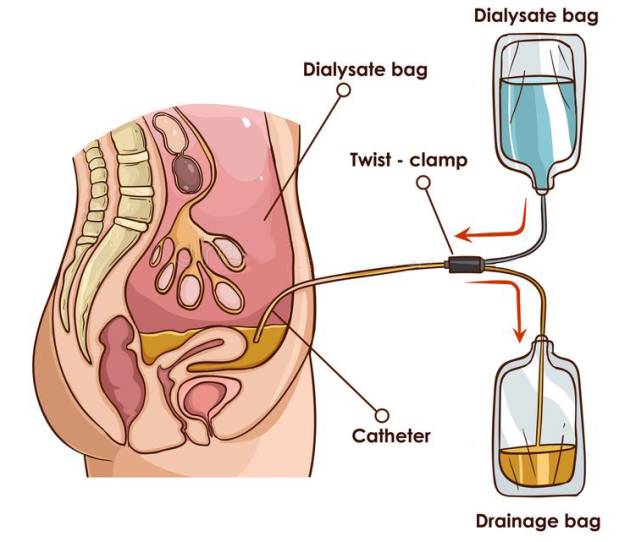 Dialysate bag
Dialysate bag
Twist - clamp
Catheter
Drainage bag